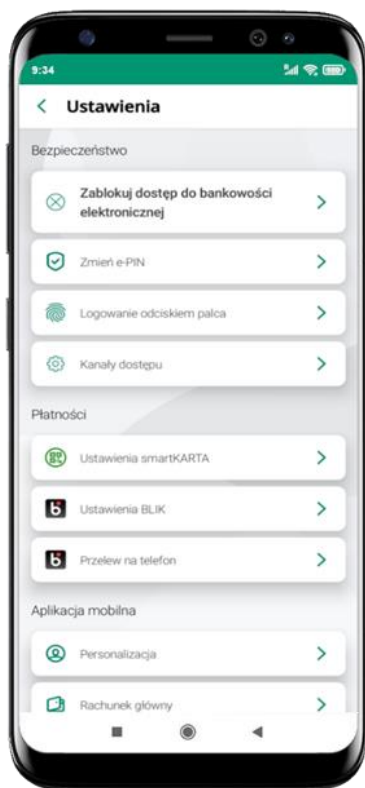 9:34
Ustawienia
Bezpieczeństwo
Zablokuj dostęp do bankowości
elektronicznej
Zmień e-PIN
Logowanie odciskiem palca
Kanały dostępu
Płatności
Ustawienia smartKARTA
Ustawienia BLIK
Przelew na telefon
Aplikacja mobilna
Personalizacja
Rachunek główny